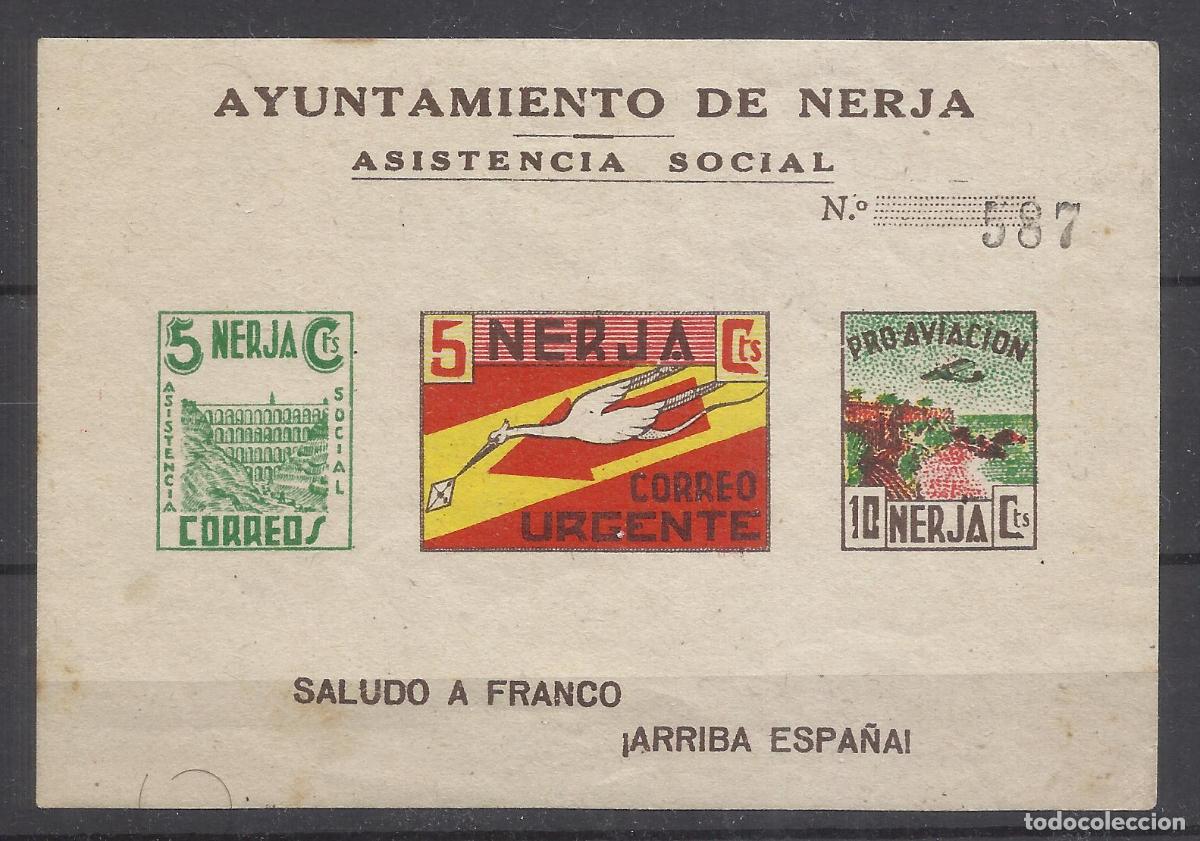 AYUNTAMIENTO DE NERJA
ASISTENCIA SOCIAL
N.º 587
5 NERJA Cts
ASISTENCIA
SOCIAL
CORREOS
5 NERJA Cts
CORREO
URGENTE
PRO AVIACION
10 NERJA Cts
SALUDO A FRANCO
¡ARRIBA ESPAÑA!
todocoleccion